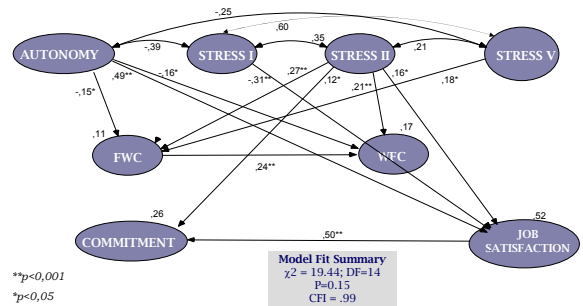 -,25
,60
AUTONOMY
-,39
STRESS I
,35
STRESS II
,21
STRESS V
-,15*
,49**
-,16*
-,31**
,27**
,12*
,21**
,16*
,18*
,11
FWC
WFC
,17
,24**
,26
COMMITMENT
,50**
,52
JOB
SATISFACTION
**p<0,001
*p<0,05
Model Fit Summary
χ2 = 19.44; DF=14
P=0.15
CFI = .99